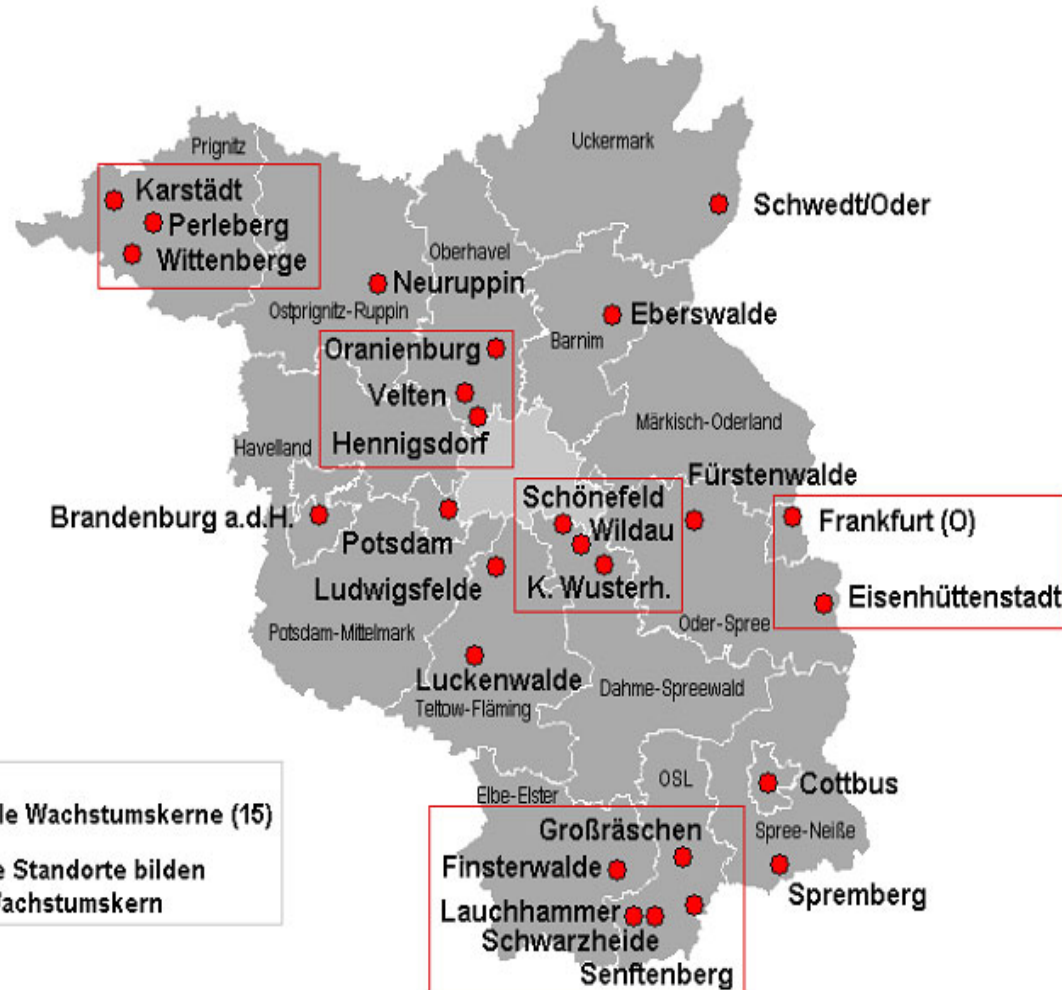 Prignitz
Uckermark
Karstädt
Perleberg
Wittenberge
Schwedt/Oder
Oberhavel
Neuruppin
Ostprignitz-Ruppin
Eberswalde
Barnim
Oranienburg
Velten
Hennigsdorf
Märkisch-Oderland
Havelland
Fürstenwalde
Schönefeld
Brandenburg a.d.H.
Frankfurt (O)
Wildau
Potsdam
Ludwigsfelde
K. Wusterh.
Eisenhüttenstadt
Potsdam-Mittelmark
Oder-Spree
Luckenwalde
Dahme-Spreewald
Teltow-Fläming
OSL
Cottbus
Elbe-Elster
le Wachstumskerne (15)
Großräschen
Spree-Neiße
Finsterwalde
e Standorte bilden
Spremberg
Wachstumskern
Lauchhammer
Schwarzheide
Senftenberg